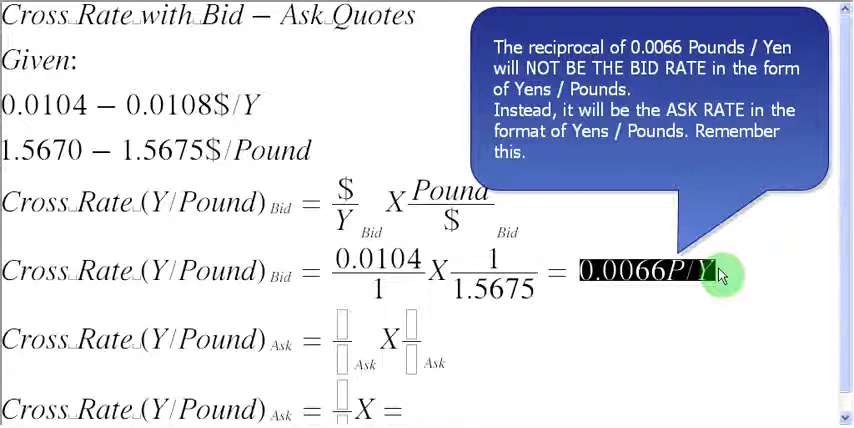 Cross Rate with Bid – Ask Quotes
Given:
0.0104 – 0.0108$/Y
1.5670 – 1.5675$/Pound
Cross Rate (Y/Pound) Bid = $/Y Bid X Pound/$ Bid
Cross Rate (Y/Pound) Bid = 0.0104/1 X 1/1.5675 = 0.0066P/Y
Cross Rate (Y/Pound) Ask = ▯/▯ Ask X ▯/▯ Ask
Cross Rate (Y/Pound) Ask = ▯/▯ X =
The reciprocal of 0.0066 Pounds / Yen
will NOT BE THE BID RATE in the form
of Yens / Pounds.
Instead, it will be the ASK RATE in the
format of Yens / Pounds. Remember
this.